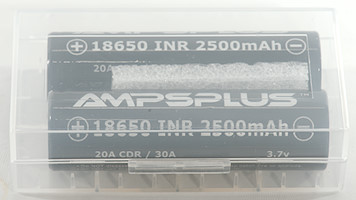 + 18650 INR 2500mAh -
20A
AMPSPLUS
+ 18650 INR 2500mAh -
20A CDR / 30A 3.7v